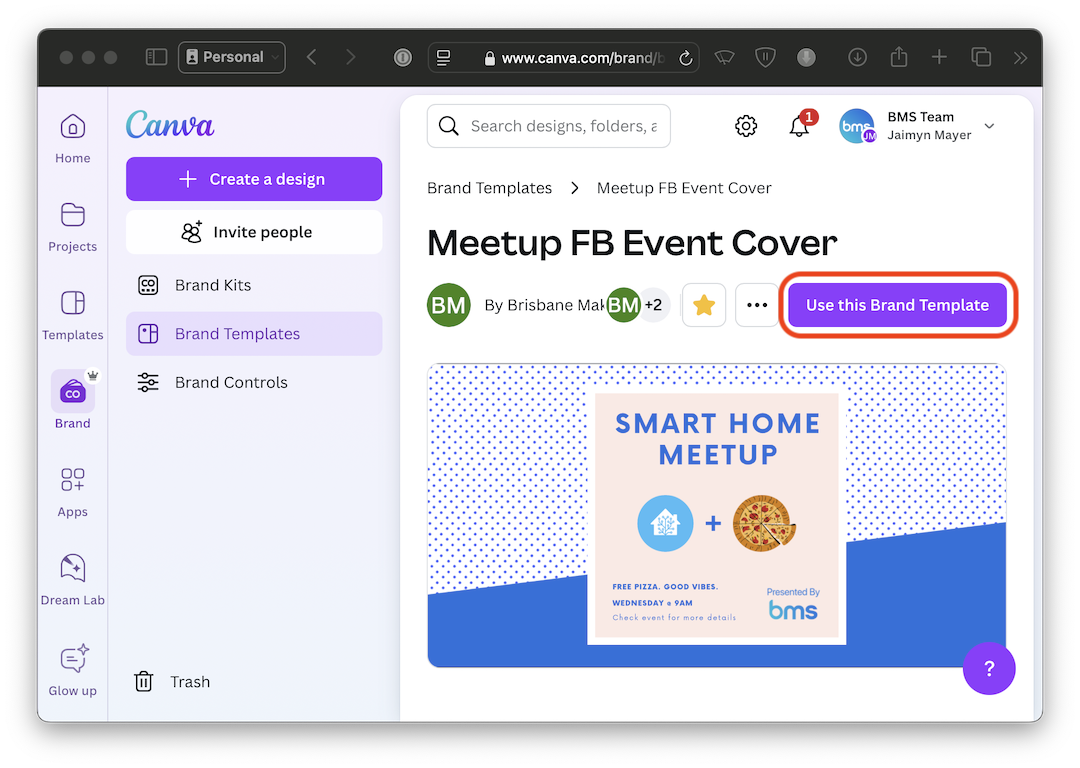 Personal
www.canva.com/brand/b
Home
Projects
Templates
CO
Brand
Apps
Dream Lab
Glow up
Canva
+ Create a design
Invite people
CO
Brand Kits
Brand Templates
Brand Controls
Trash
Search designs, folders, a
1
bms
JM
BMS Team
Jaimyn Mayer
Brand Templates > Meetup FB Event Cover
Meetup FB Event Cover
BM
By Brisbane Mak
BM
+2
Use this Brand Template
SMART HOME
MEETUP
+
FREE PIZZA. GOOD VIBES.
WEDNESDAY @ 9AM
Check event for more details
Presented By
bms
?